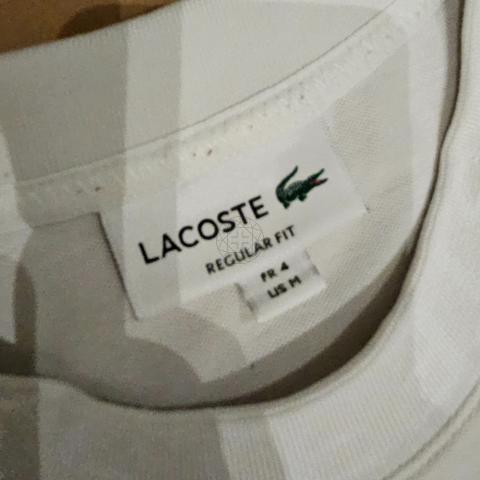 LACOSTE
REGULAR FIT
FR 4
US M